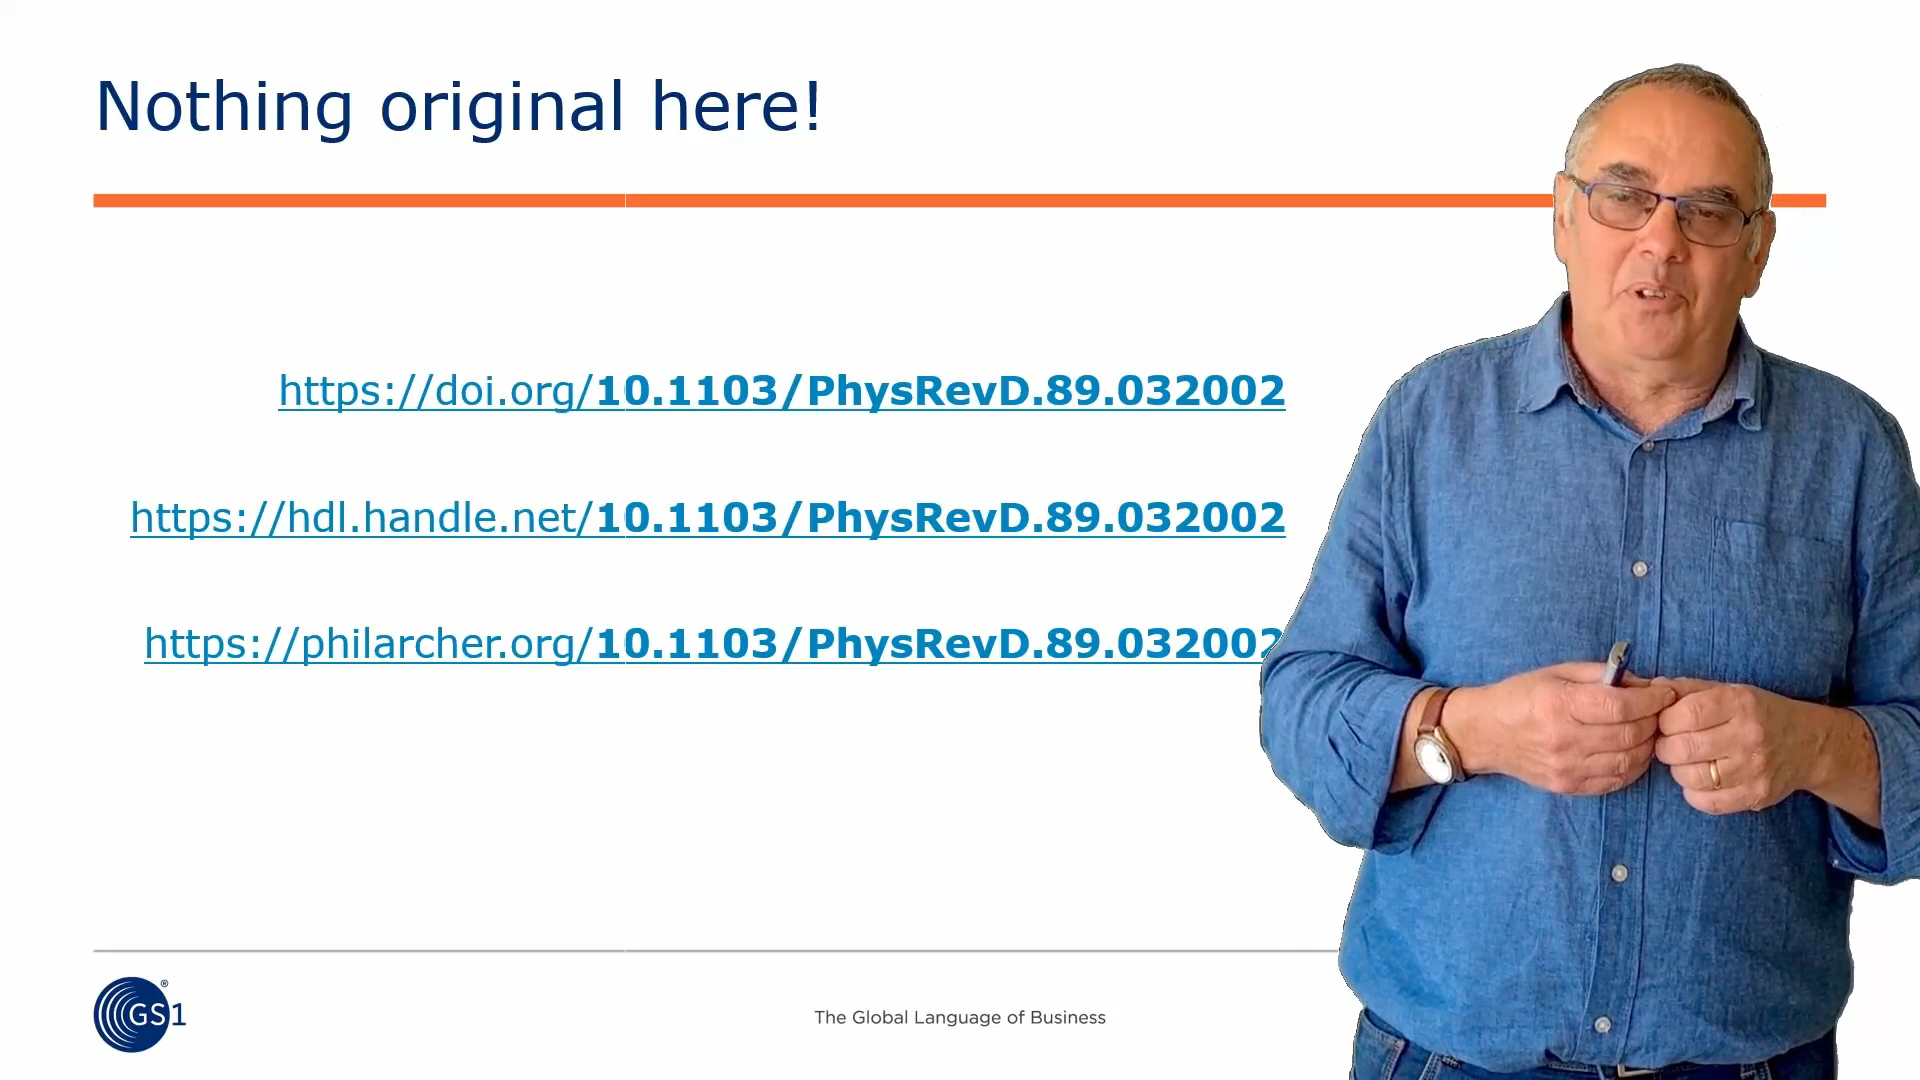 Nothing original here!
https://doi.org/10.1103/PhysRevD.89.032002
https://hdl.handle.net/10.1103/PhysRevD.89.032002
https://philarcher.org/10.1103/PhysRevD.89.032002
GS1®
The Global Language of Business